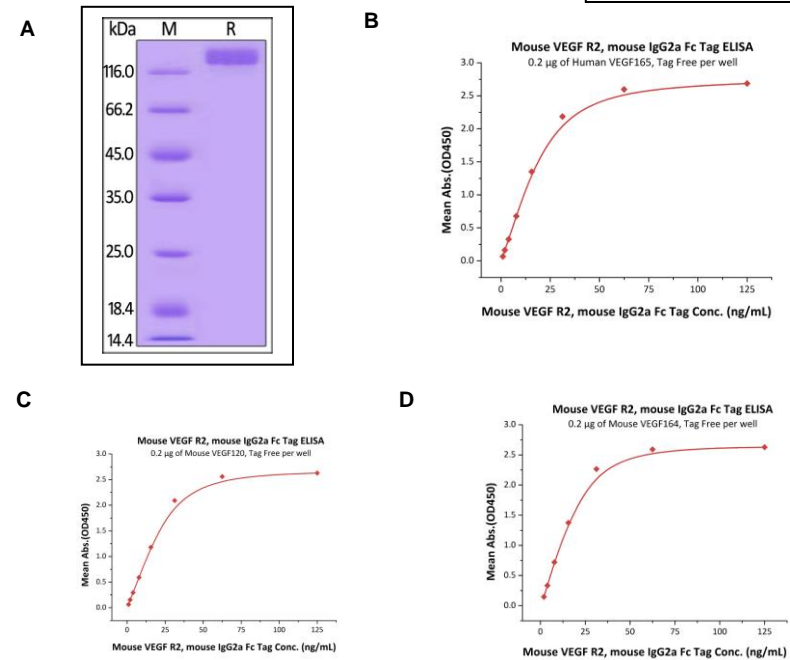 A
kDa M R
116.0
66.2
45.0
35.0
25.0
18.4
14.4
B
Mouse VEGF R2, mouse IgG2a Fc Tag ELISA
0.2 μg of Human VEGF165, Tag Free per well
Mean Abs.(OD450)
3.0
2.5
2.0
1.5
1.0
0.5
0.0
0 25 50 75 100 125
Mouse VEGF R2, mouse IgG2a Fc Tag Conc. (ng/mL)
C
Mouse VEGF R2, mouse IgG2a Fc Tag ELISA
0.2 μg of Mouse VEGF120, Tag Free per well
Mean Abs.(OD450)
3.0
2.5
2.0
1.5
1.0
0.5
0.0
0 25 50 75 100 125
Mouse VEGF R2, mouse IgG2a Fc Tag Conc. (ng/mL)
D
Mouse VEGF R2, mouse IgG2a Fc Tag ELISA
0.2 μg of Mouse VEGF164, Tag Free per well
Mean Abs.(OD450)
3.0
2.5
2.0
1.5
1.0
0.5
0.0
0 25 50 75 100 125
Mouse VEGF R2, mouse IgG2a Fc Tag Conc. (ng/mL)